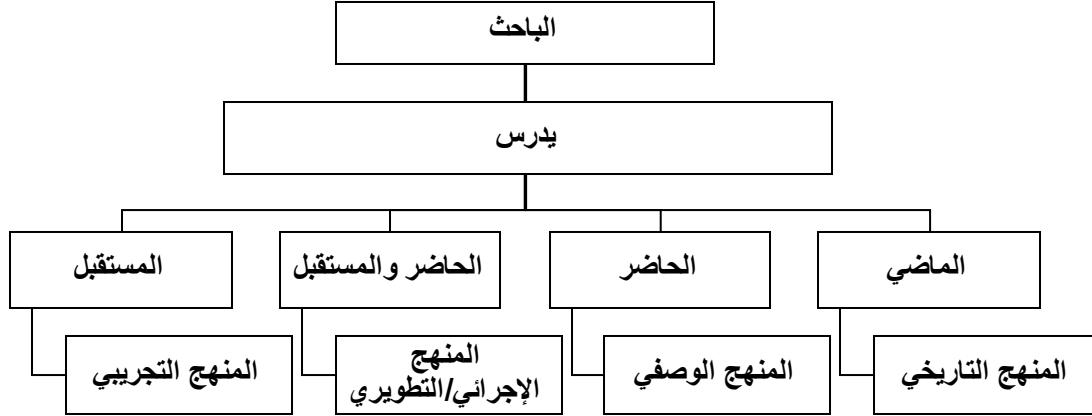 الباحث
يدرس
الماضي
الحاضر
الحاضر والمستقبل
المستقبل
المنهج التاريخي
المنهج الوصفي
المنهج
الإجرائي/التطويري
المنهج التجريبي